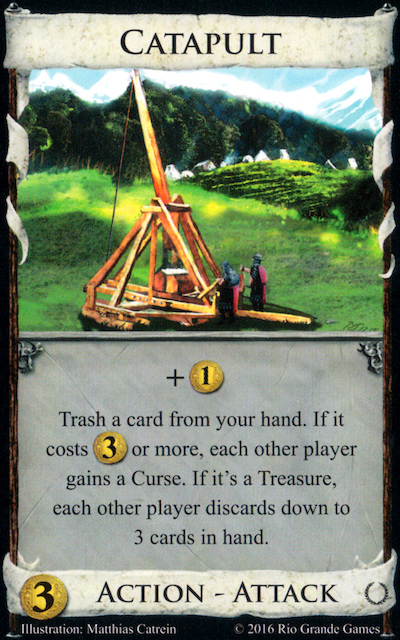 CATAPULT
+1
Trash a card from your hand. If it
costs 3 or more, each other player
gains a Curse. If it's a Treasure,
each other player discards down to
3 cards in hand.
3 ACTION - ATTACK
Illustration: Matthias Catrein © 2016 Rio Grande Games